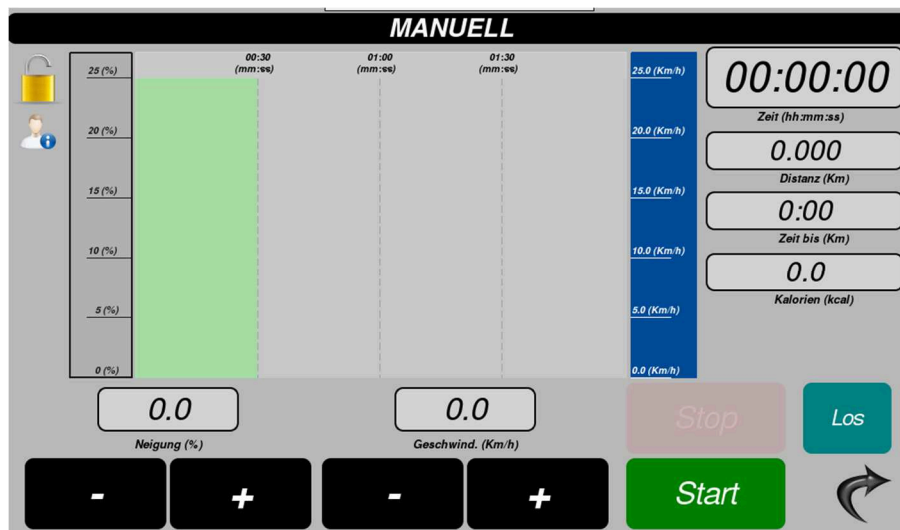 MANUELL
00:30 01:00 01:30
(mm:ss) (mm:ss) (mm:ss)
25 (%)
20 (%)
15 (%)
10 (%)
5 (%)
0 (%)
25.0 (Km/h)
20.0 (Km/h)
15.0 (Km/h)
10.0 (Km/h)
5.0 (Km/h)
0.0 (Km/h)
00:00:00
Zeit (hh:mm:ss)
0.000
Distanz (Km)
0:00
Zeit bis (Km)
0.0
Kalorien (kcal)
0.0
Neigung (%)
0.0
Geschwind. (Km/h)
Stop
Los
- + - +
Start